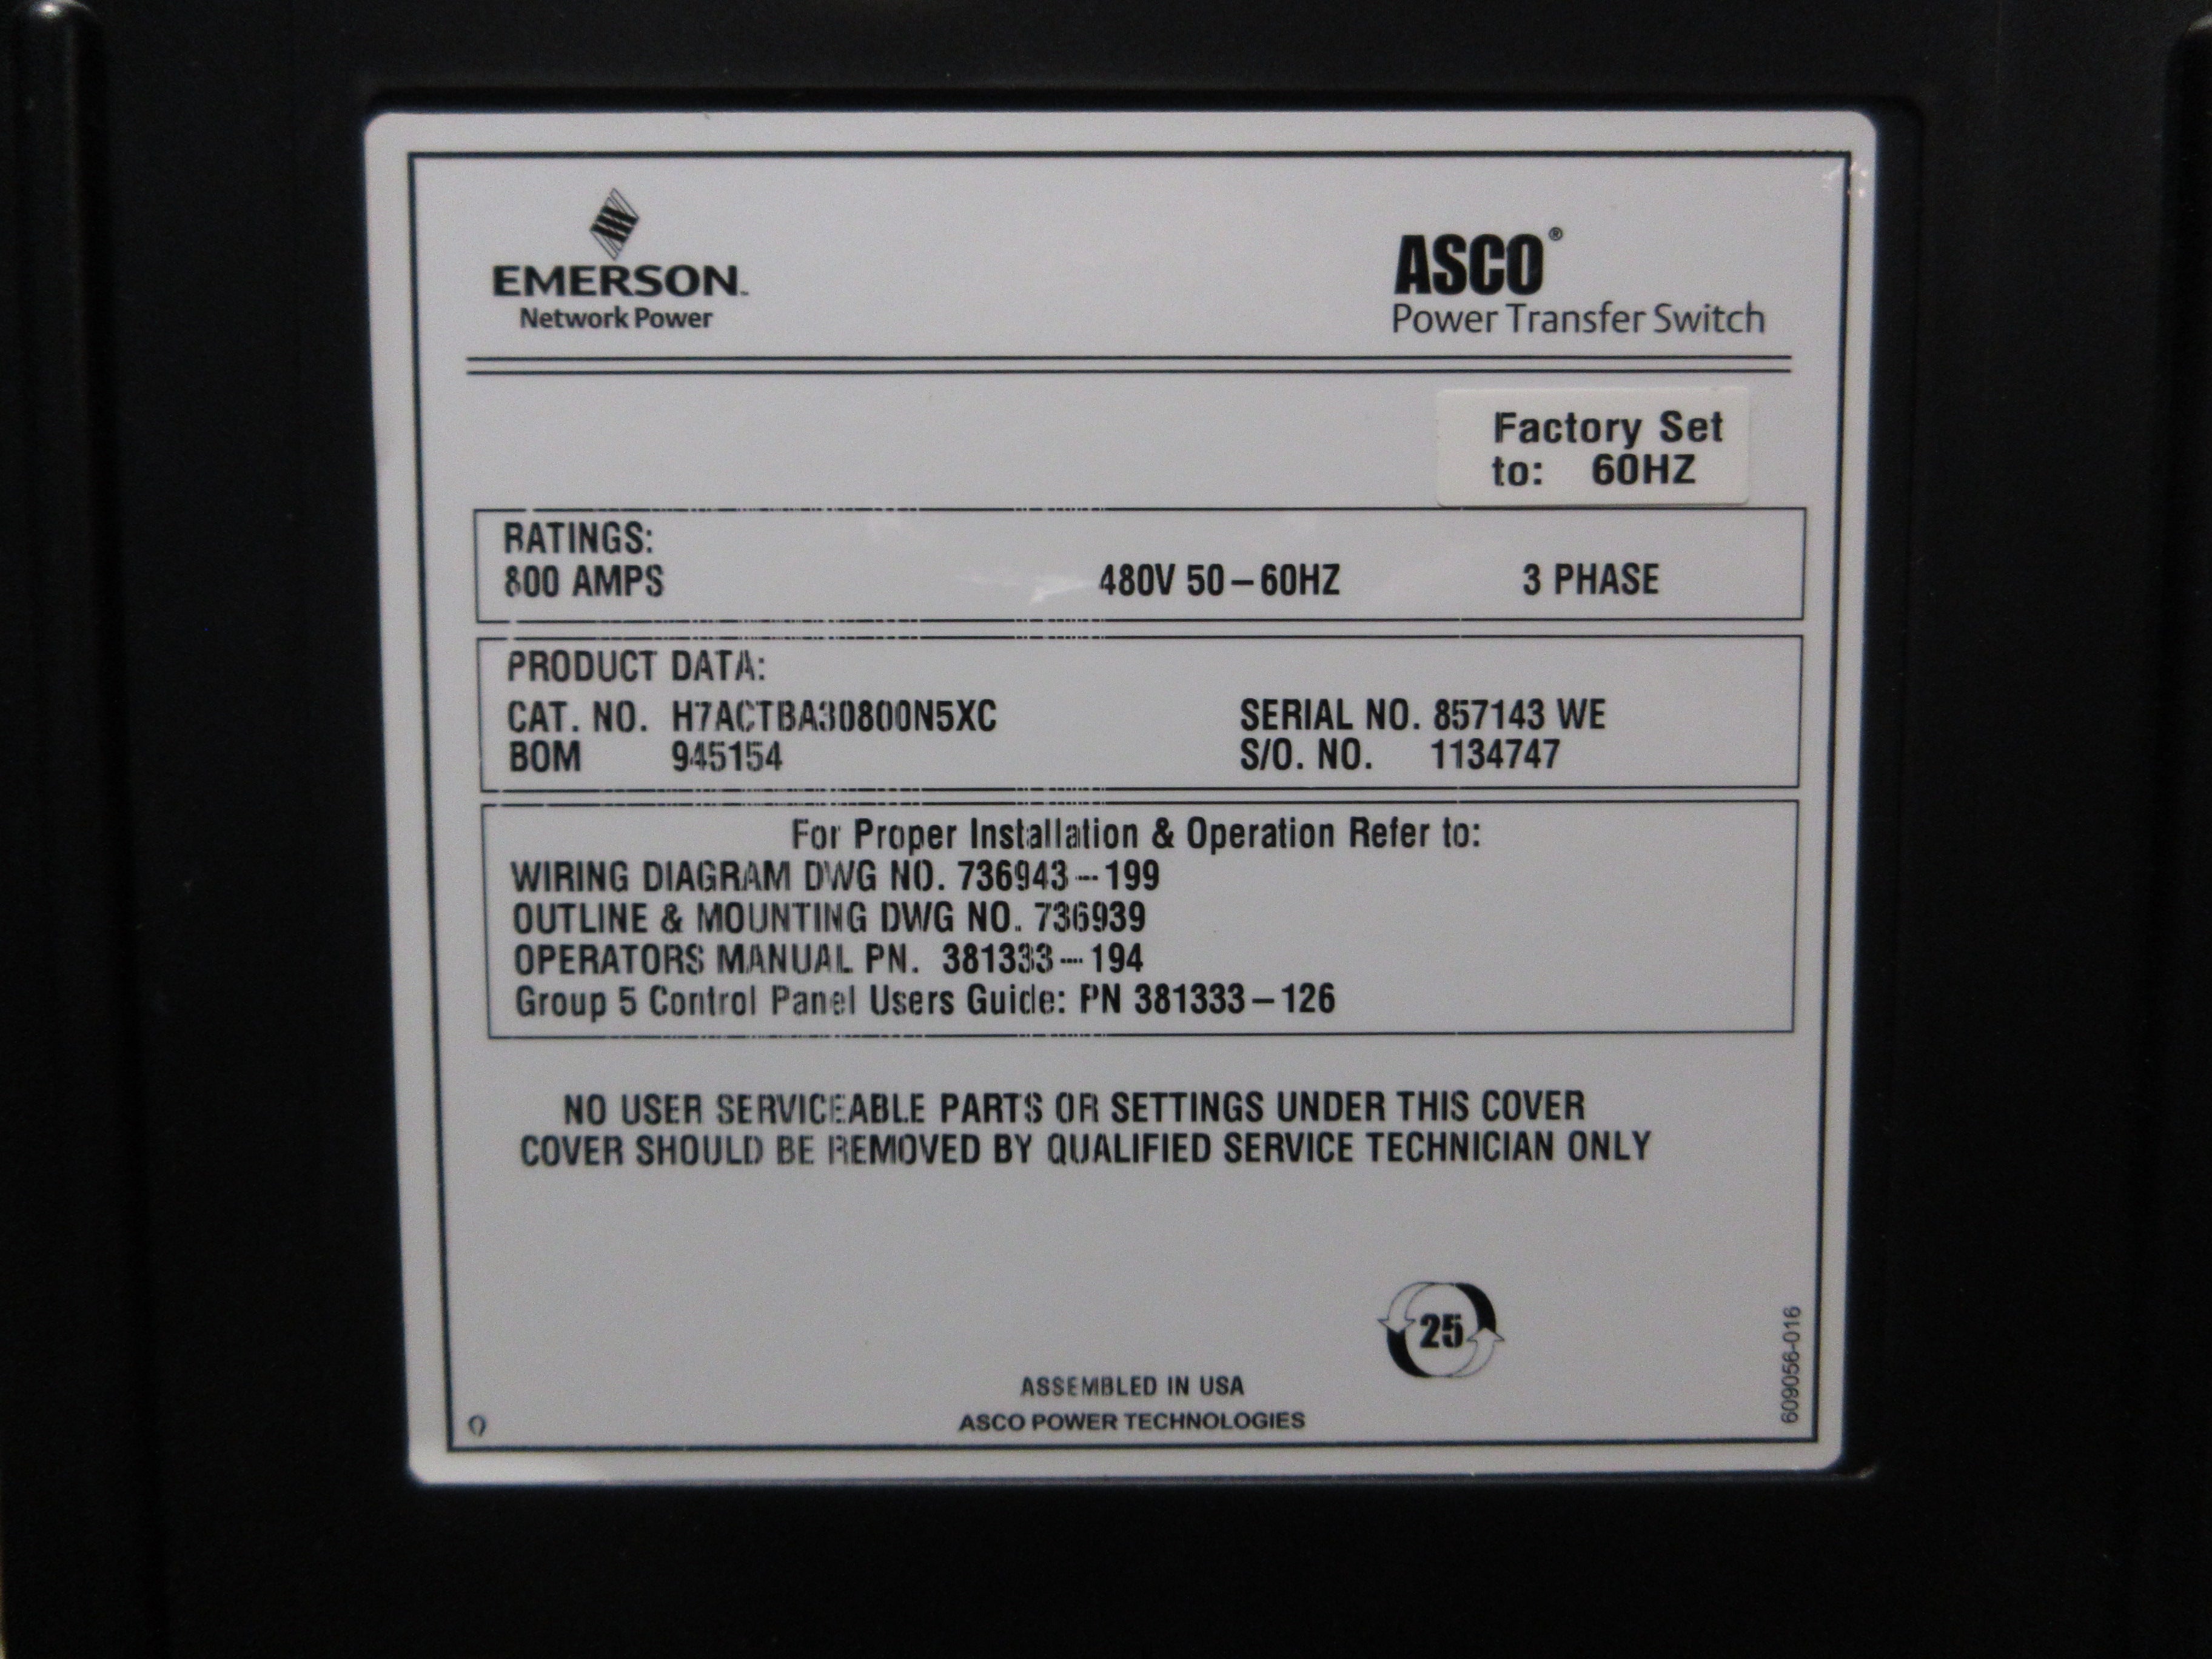 EMERSON™
Network Power
ASCO®
Power Transfer Switch
Factory Set
to: 60HZ
RATINGS:
800 AMPS 480V 50-60HZ 3 PHASE
PRODUCT DATA:
CAT. NO. H7ACTBA30800N5XC SERIAL NO. 857143 WE
BOM 945154 S/O. NO. 1134747
For Proper Installation & Operation Refer to:
WIRING DIAGRAM DWG NO. 736943-199
OUTLINE & MOUNTING DWG NO. 736939
OPERATORS MANUAL PN. 381333-194
Group 5 Control Panel Users Guide: PN 381333-126
NO USER SERVICEABLE PARTS OR SETTINGS UNDER THIS COVER
COVER SHOULD BE REMOVED BY QUALIFIED SERVICE TECHNICIAN ONLY
25
ASSEMBLED IN USA
ASCO POWER TECHNOLOGIES
609056-016